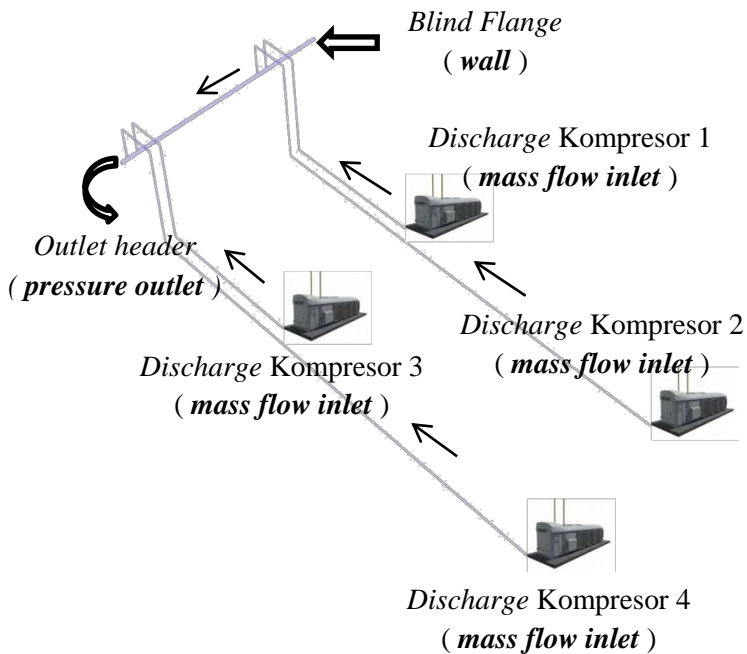 Blind Flange
( wall )
Discharge Kompresor 1
( mass flow inlet )
Outlet header
( pressure outlet )
Discharge Kompresor 2
( mass flow inlet )
Discharge Kompresor 3
( mass flow inlet )
Discharge Kompresor 4
( mass flow inlet )